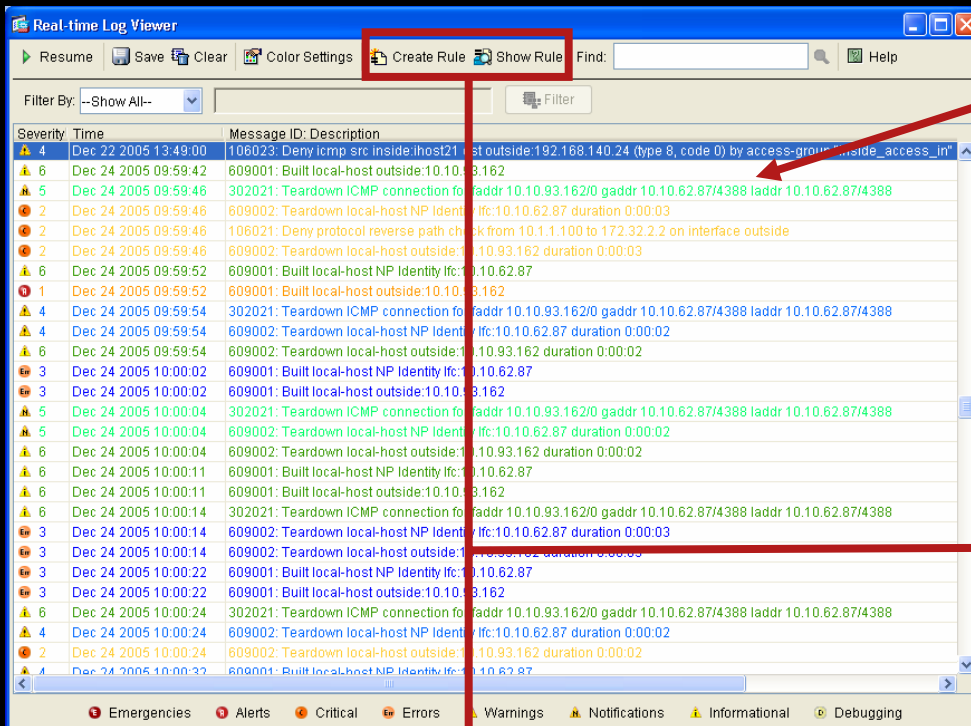 Real-time Log Viewer
Resume Save Clear Color Settings Create Rule Show Rule Find: Help
Filter By: --Show All-- Filter
Severity Time Message ID: Description
4 Dec 22 2005 13:49:00 106023: Deny icmp src inside:ihost21 dst outside:192.168.140.24 (type 8, code 0) by access-group "inside_access_in"
6 Dec 24 2005 09:59:42 609001: Built local-host outside:10.10.93.162
5 Dec 24 2005 09:59:46 302021: Teardown ICMP connection for faddr 10.10.93.162/0 gaddr 10.10.62.87/4388 laddr 10.10.62.87/4388
2 Dec 24 2005 09:59:46 609002: Teardown local-host NP Identity Ifc:10.10.62.87 duration 0:00:03
2 Dec 24 2005 09:59:46 106021: Deny protocol reverse path check from 10.1.1.100 to 172.32.2.2 on interface outside
2 Dec 24 2005 09:59:46 609002: Teardown local-host outside:10.10.93.162 duration 0:00:03
6 Dec 24 2005 09:59:52 609001: Built local-host NP Identity Ifc:10.10.62.87
1 Dec 24 2005 09:59:52 609001: Built local-host outside:10.10.93.162
4 Dec 24 2005 09:59:54 302021: Teardown ICMP connection for faddr 10.10.93.162/0 gaddr 10.10.62.87/4388 laddr 10.10.62.87/4388
4 Dec 24 2005 09:59:54 609002: Teardown local-host NP Identity Ifc:10.10.62.87 duration 0:00:02
6 Dec 24 2005 09:59:54 609002: Teardown local-host outside:10.10.93.162 duration 0:00:02
3 Dec 24 2005 10:00:02 609001: Built local-host NP Identity Ifc:10.10.62.87
3 Dec 24 2005 10:00:02 609001: Built local-host outside:10.10.93.162
5 Dec 24 2005 10:00:04 302021: Teardown ICMP connection for faddr 10.10.93.162/0 gaddr 10.10.62.87/4388 laddr 10.10.62.87/4388
5 Dec 24 2005 10:00:04 609002: Teardown local-host NP Identity Ifc:10.10.62.87 duration 0:00:02
6 Dec 24 2005 10:00:04 609002: Teardown local-host outside:10.10.93.162 duration 0:00:02
6 Dec 24 2005 10:00:11 609001: Built local-host NP Identity Ifc:10.10.62.87
6 Dec 24 2005 10:00:11 609001: Built local-host outside:10.10.93.162
6 Dec 24 2005 10:00:14 302021: Teardown ICMP connection for faddr 10.10.93.162/0 gaddr 10.10.62.87/4388 laddr 10.10.62.87/4388
3 Dec 24 2005 10:00:14 609002: Teardown local-host NP Identity Ifc:10.10.62.87 duration 0:00:03
3 Dec 24 2005 10:00:14 609002: Teardown local-host outside:10.10.93.162 duration 0:00:03
3 Dec 24 2005 10:00:22 609001: Built local-host NP Identity Ifc:10.10.62.87
3 Dec 24 2005 10:00:22 609001: Built local-host outside:10.10.93.162
6 Dec 24 2005 10:00:24 302021: Teardown ICMP connection for faddr 10.10.93.162/0 gaddr 10.10.62.87/4388 laddr 10.10.62.87/4388
4 Dec 24 2005 10:00:24 609002: Teardown local-host NP Identity Ifc:10.10.62.87 duration 0:00:02
2 Dec 24 2005 10:00:24 609002: Teardown local-host outside:10.10.93.162 duration 0:00:02
4 Dec 24 2005 10:00:32 609001: Built local-host NP Identity Ifc:10.10.62.87
Emergencies Alerts Critical Errors Warnings Notifications Informational Debugging